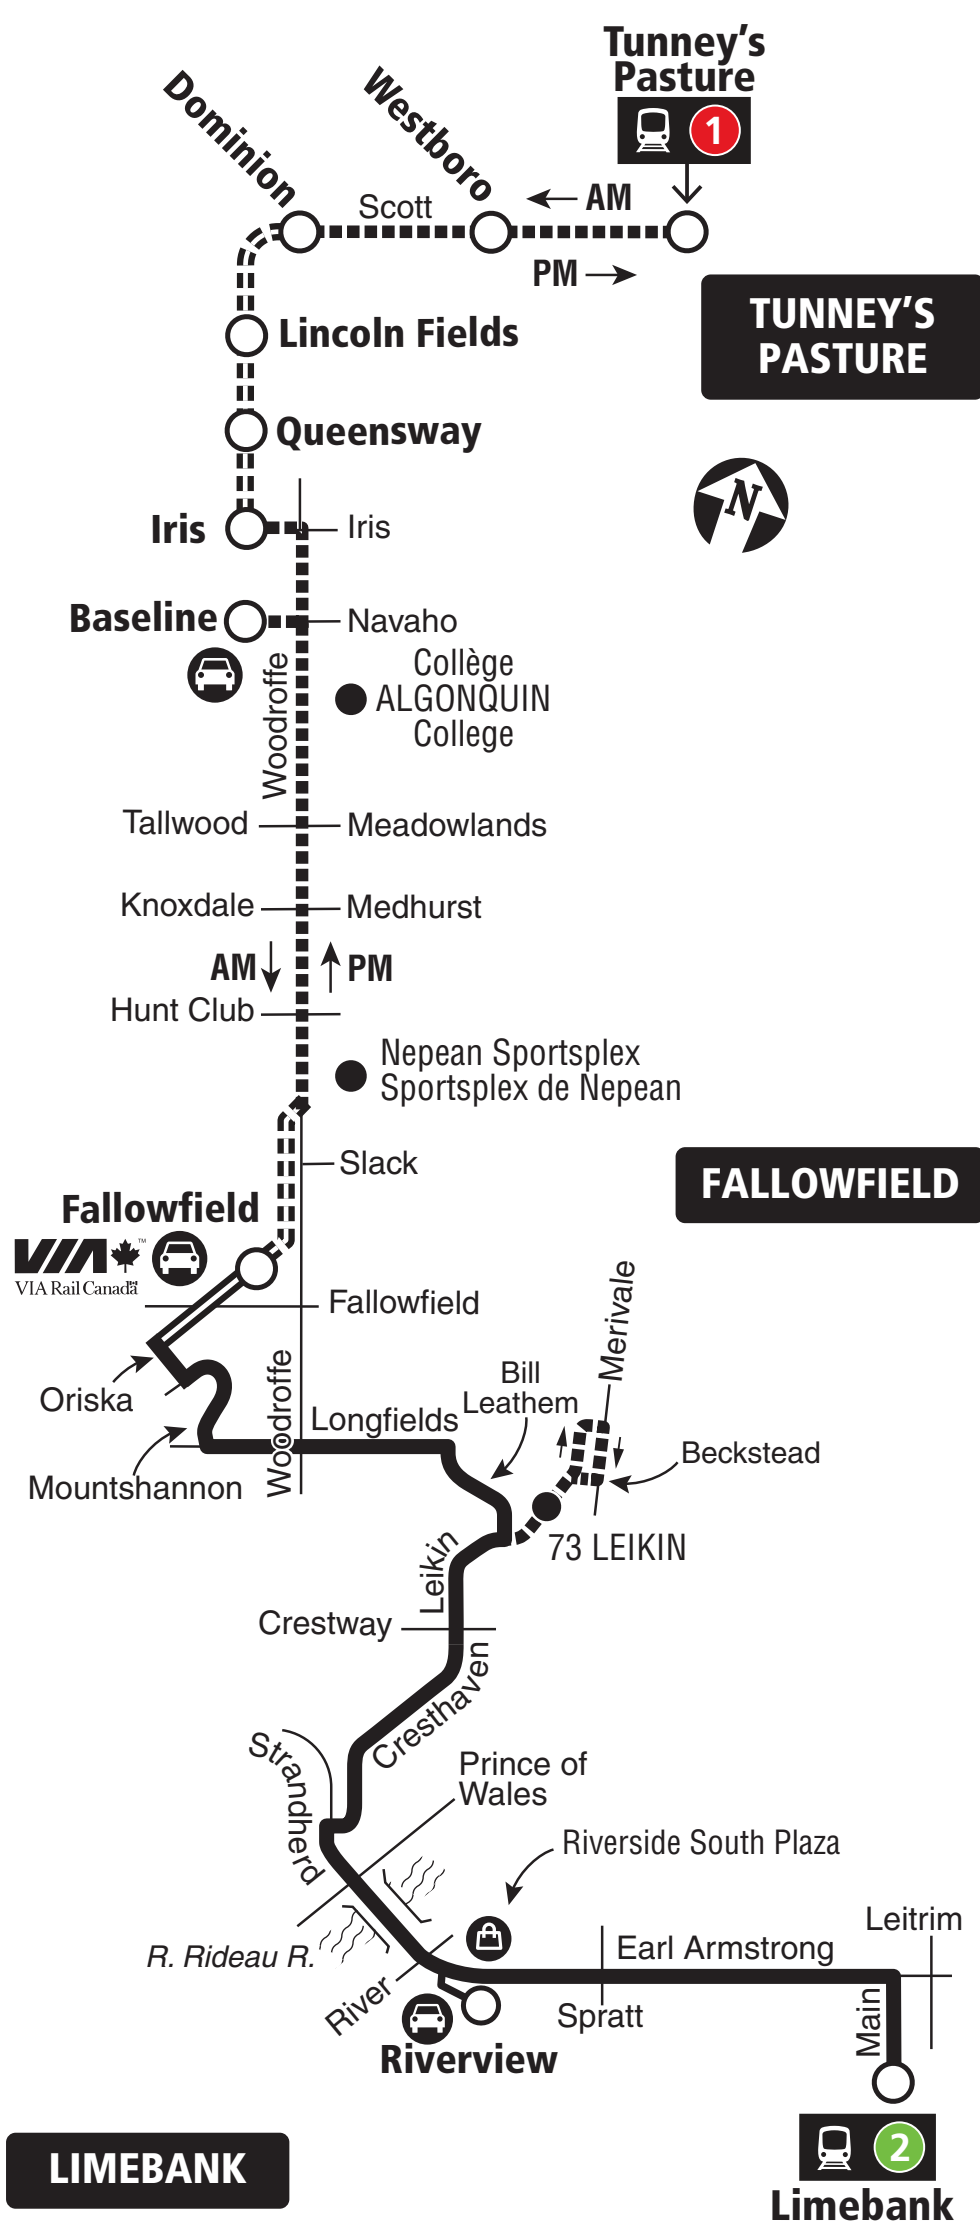 Tunney's
Pasture
1
Dominion
Westboro
Scott
AM
PM
TUNNEY'S
PASTURE
Lincoln Fields
Queensway
N
Iris
Iris
Baseline
Navaho
Woodroffe
Collège
ALGONQUIN
College
Tallwood
Meadowlands
Knoxdale
Medhurst
AM
PM
Hunt Club
Nepean Sportsplex
Sportsplex de Nepean
Slack
FALLOWFIELD
Fallowfield
VIA ™
VIA Rail Canada
Fallowfield
Merivale
Oriska
Woodroffe
Longfields
Bill
Leathem
Beckstead
Mountshannon
73 LEIKIN
Leikin
Crestway
Cresthaven
Strandherd
Prince of
Wales
Riverside South Plaza
R. Rideau R.
River
Earl Armstrong
Leitrim
Spratt
Main
Riverview
2
LIMEBANK
Limebank